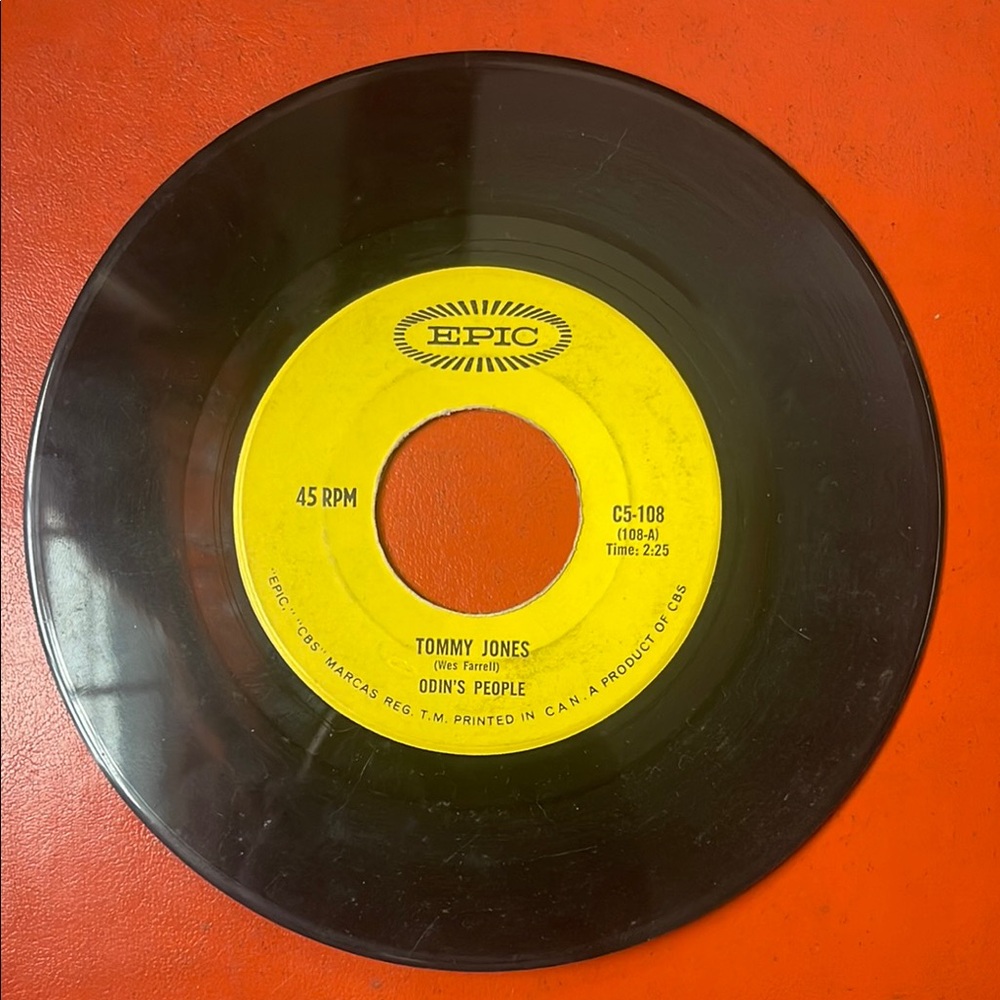 EPIC
45 RPM
C5-108
(108-A)
Time: 2:25
TOMMY JONES
(Wes Farrell)
ODIN'S PEOPLE
"EPIC," "CBS" MARCAS REG. T.M. PRINTED IN CAN. A PRODUCT OF CBS